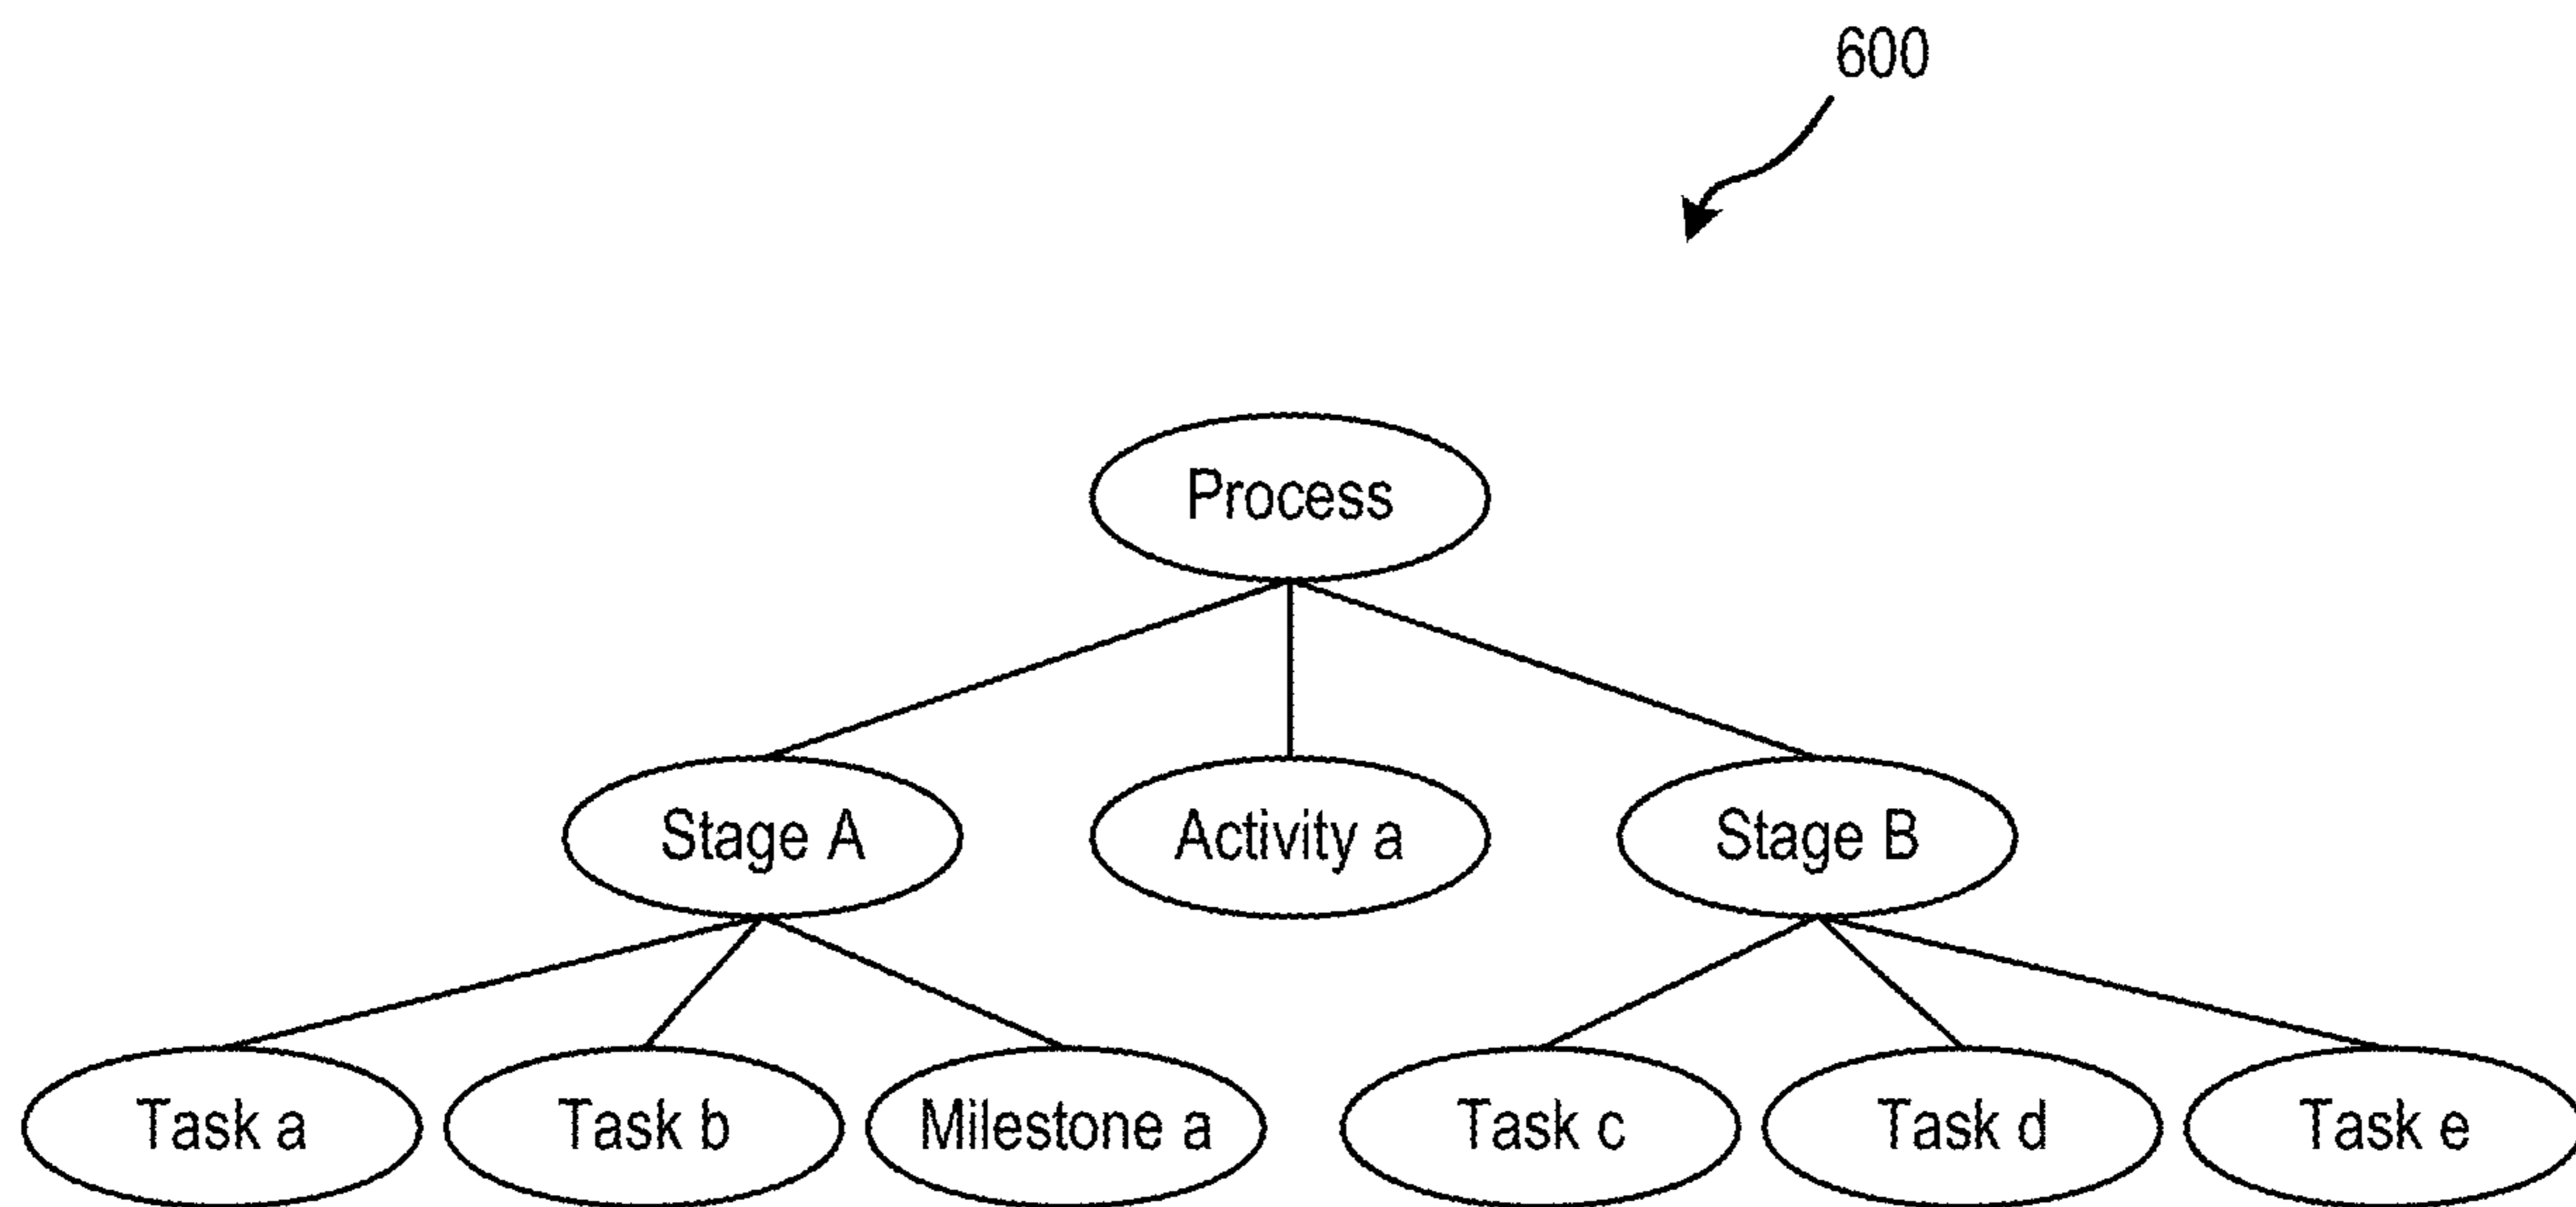 600
Process
Stage A
Activity a
Stage B
Task a
Task b
Milestone a
Task c
Task d
Task e